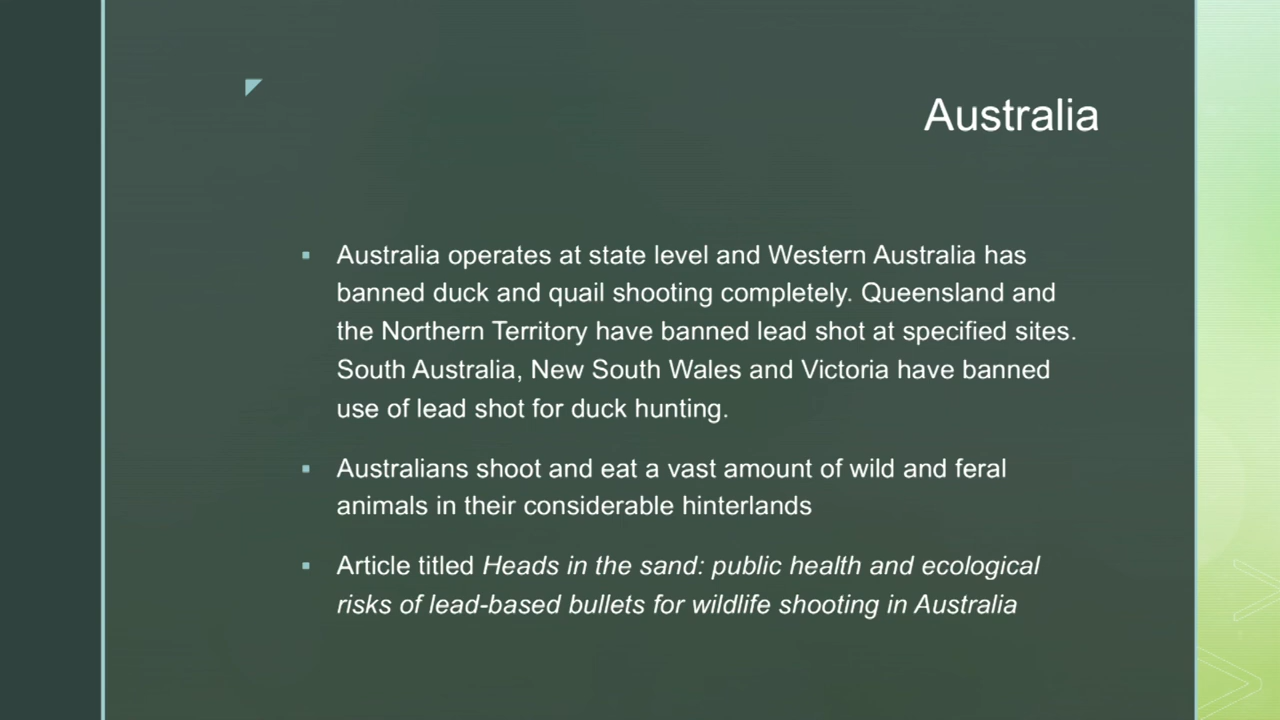 Australia
▪ Australia operates at state level and Western Australia has
banned duck and quail shooting completely. Queensland and
the Northern Territory have banned lead shot at specified sites.
South Australia, New South Wales and Victoria have banned
use of lead shot for duck hunting.
▪ Australians shoot and eat a vast amount of wild and feral
animals in their considerable hinterlands
▪ Article titled Heads in the sand: public health and ecological
risks of lead-based bullets for wildlife shooting in Australia